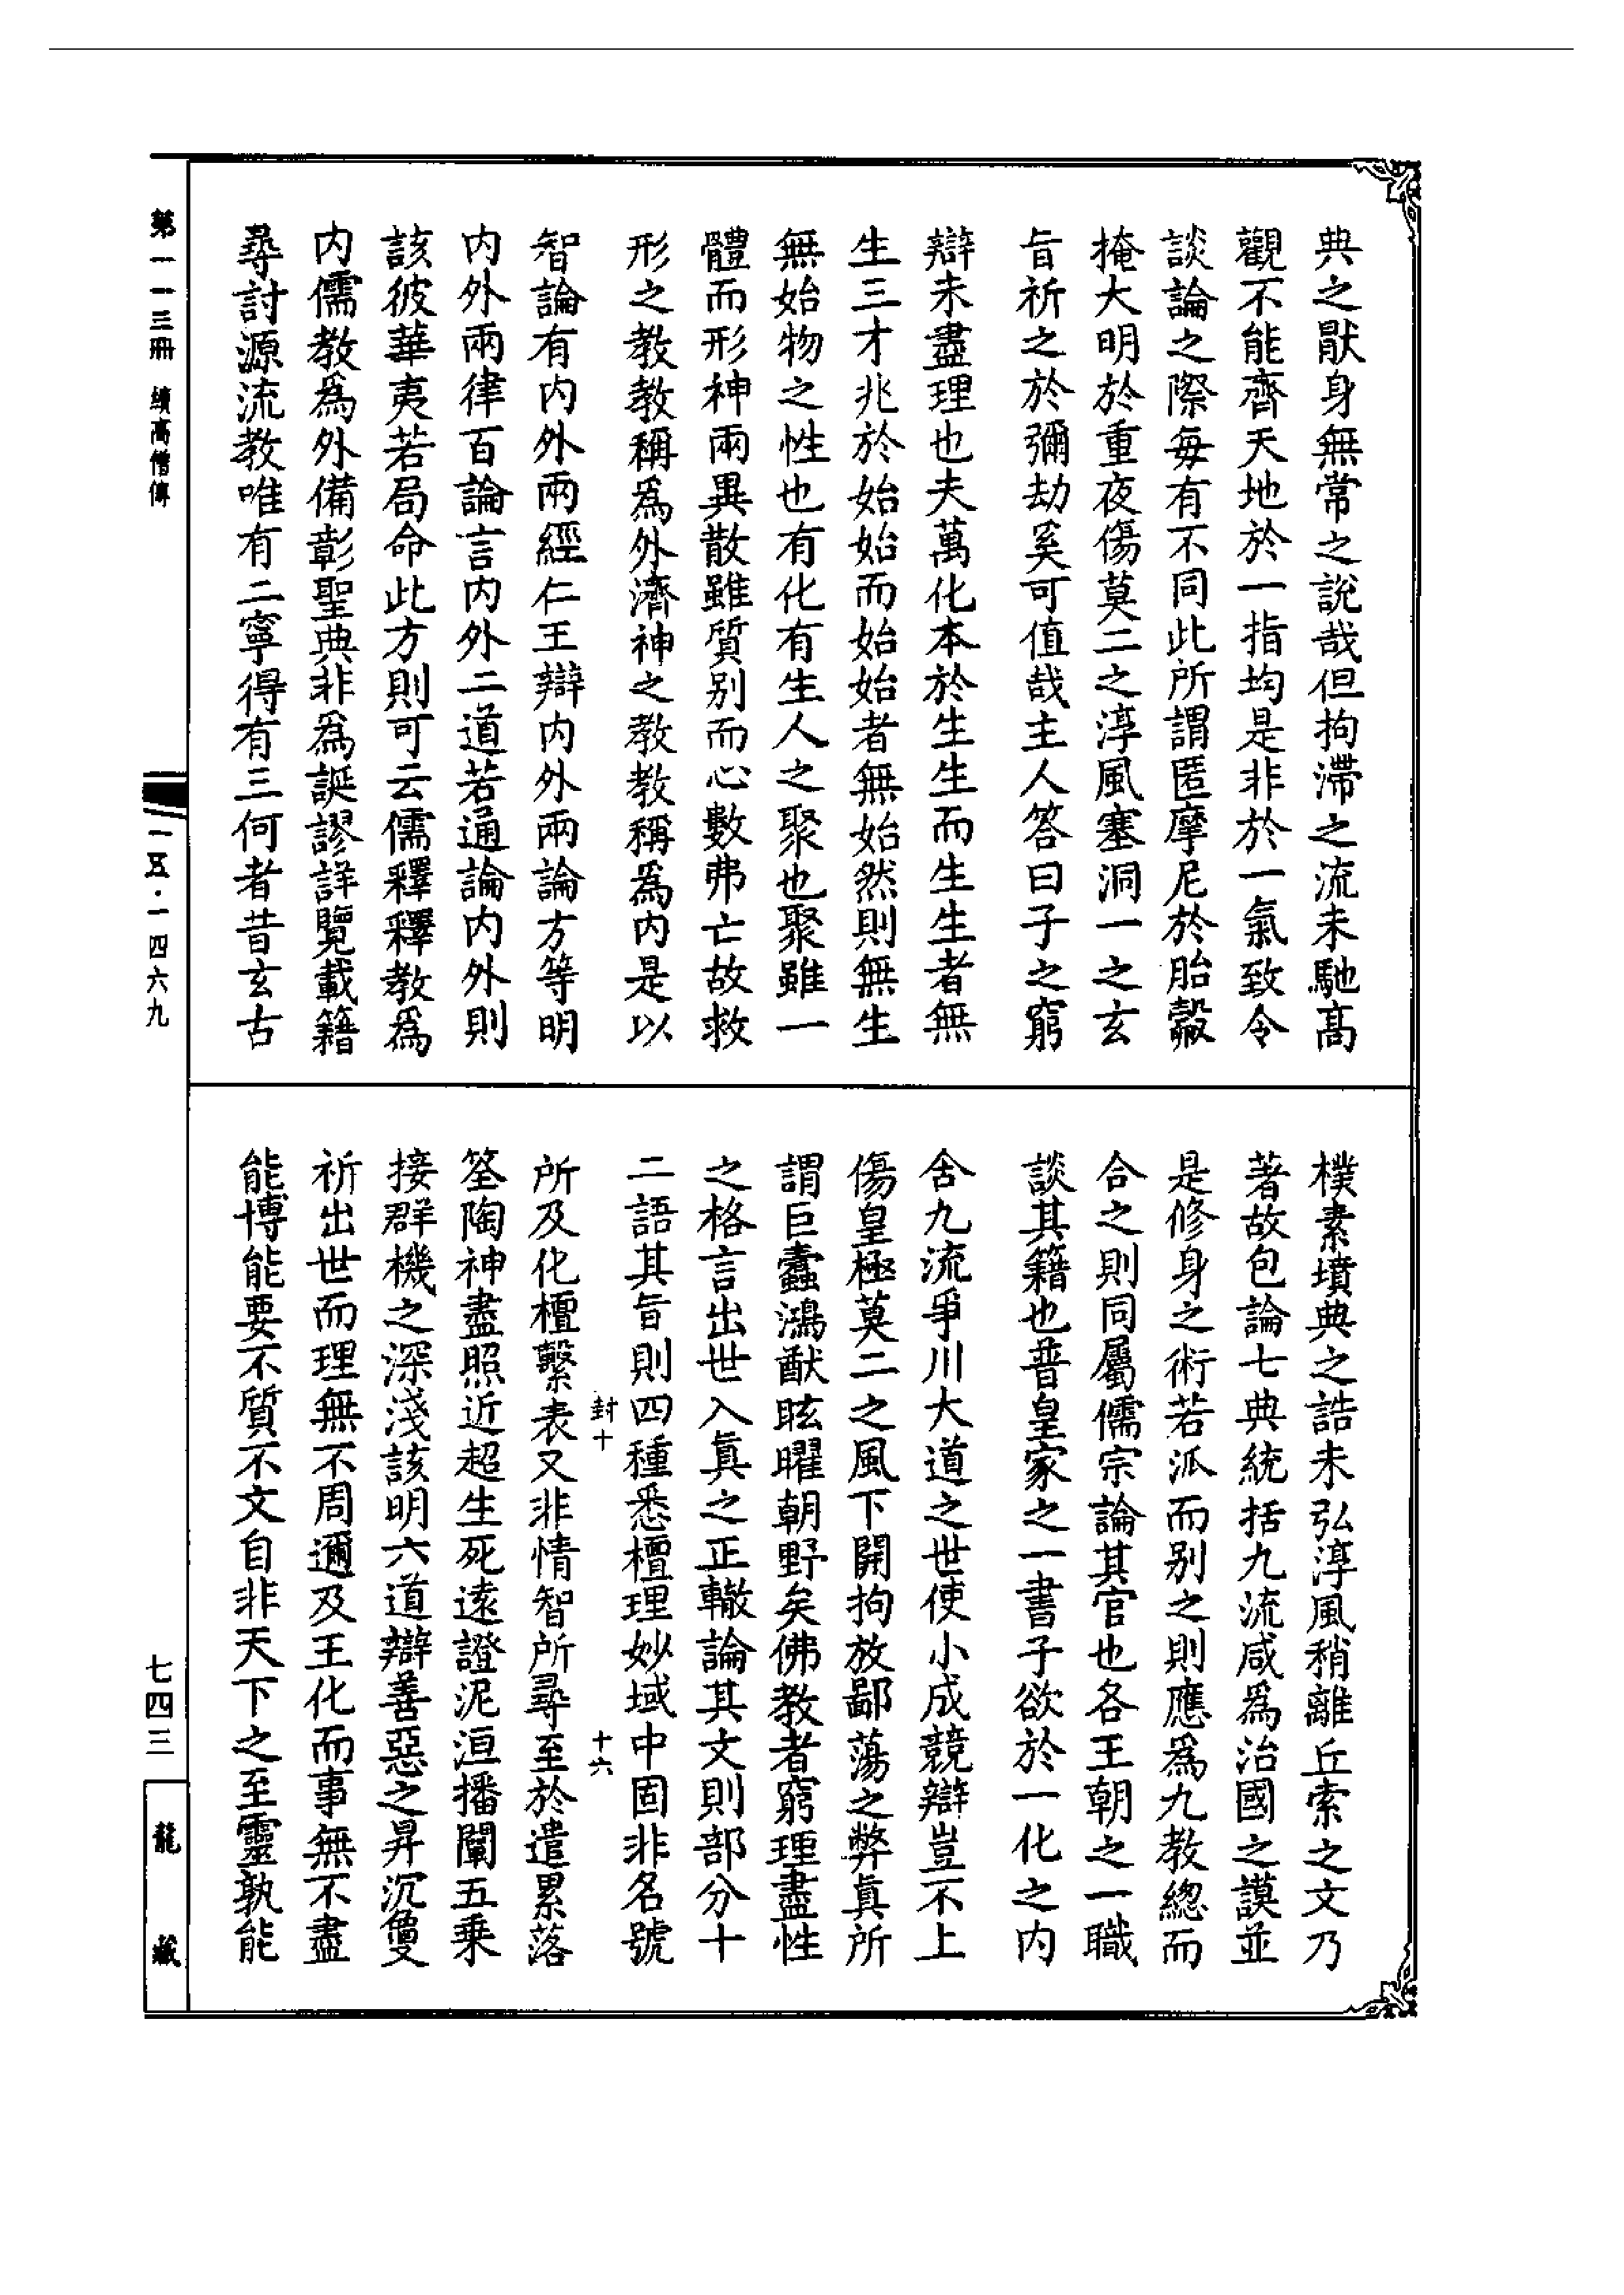 典之猒身無常之說哉但拘滯之流未馳高
觀不能齊天地於一指均是非於一氣致令
談論之際每有不同此所謂匿摩尼於胎㲉
掩大明於重夜傷莫二之淳風塞洞一之玄
旨祈之於彌劫奚可值哉主人答曰子之窮
辯未盡理也夫萬化本於生生而生生者無
生三才兆於始始而始始者無始然則無生
無始物之性也有化有生人之聚也聚雖一
體而形神兩異散雖質別而心數弗亡故救
形之教教稱為外濟神之教教稱為內是以
智論有內外兩經仁王辯內外兩論方等明
內外兩律百論言內外二道若通論內外則
該彼華夷若局命此方則可云儒釋釋教為
內儒教為外備彰聖典非為誕謬詳覽載籍
尋討源流教唯有二寧得有三何者昔玄古
樸素墳典之誥未弘淳風稍離丘索之文乃
著故包論七典統括九流咸為治國之謨並
是修身之術若派而別之則應為九教總而
合之則同屬儒宗論其官也各王朝之一職
談其籍也普皇家之一書子欲於一化之內
舍九流爭川大道之世使小成競辯豈不上
傷皇極莫二之風下開拘放鄙蕩之弊真所
謂巨蠹鴻猷眩曜朝野矣佛教者窮理盡性
之格言出世入真之正轍論其文則部分十
二語其旨則四種悉檀理妙域中固非名號
封十
十六
所及化檀繫表又非情智所尋至於遣累落
筌陶神盡照近超生死遠證泥洹播闡五乘
接群機之深淺該明六道辯善惡之昇沉敻
祈出世而理無不周邇及王化而事無不盡
能博能要不質不文自非天下之至靈孰能
第一一三冊 續高僧傳
一五·一四六九
七四三
龍藏